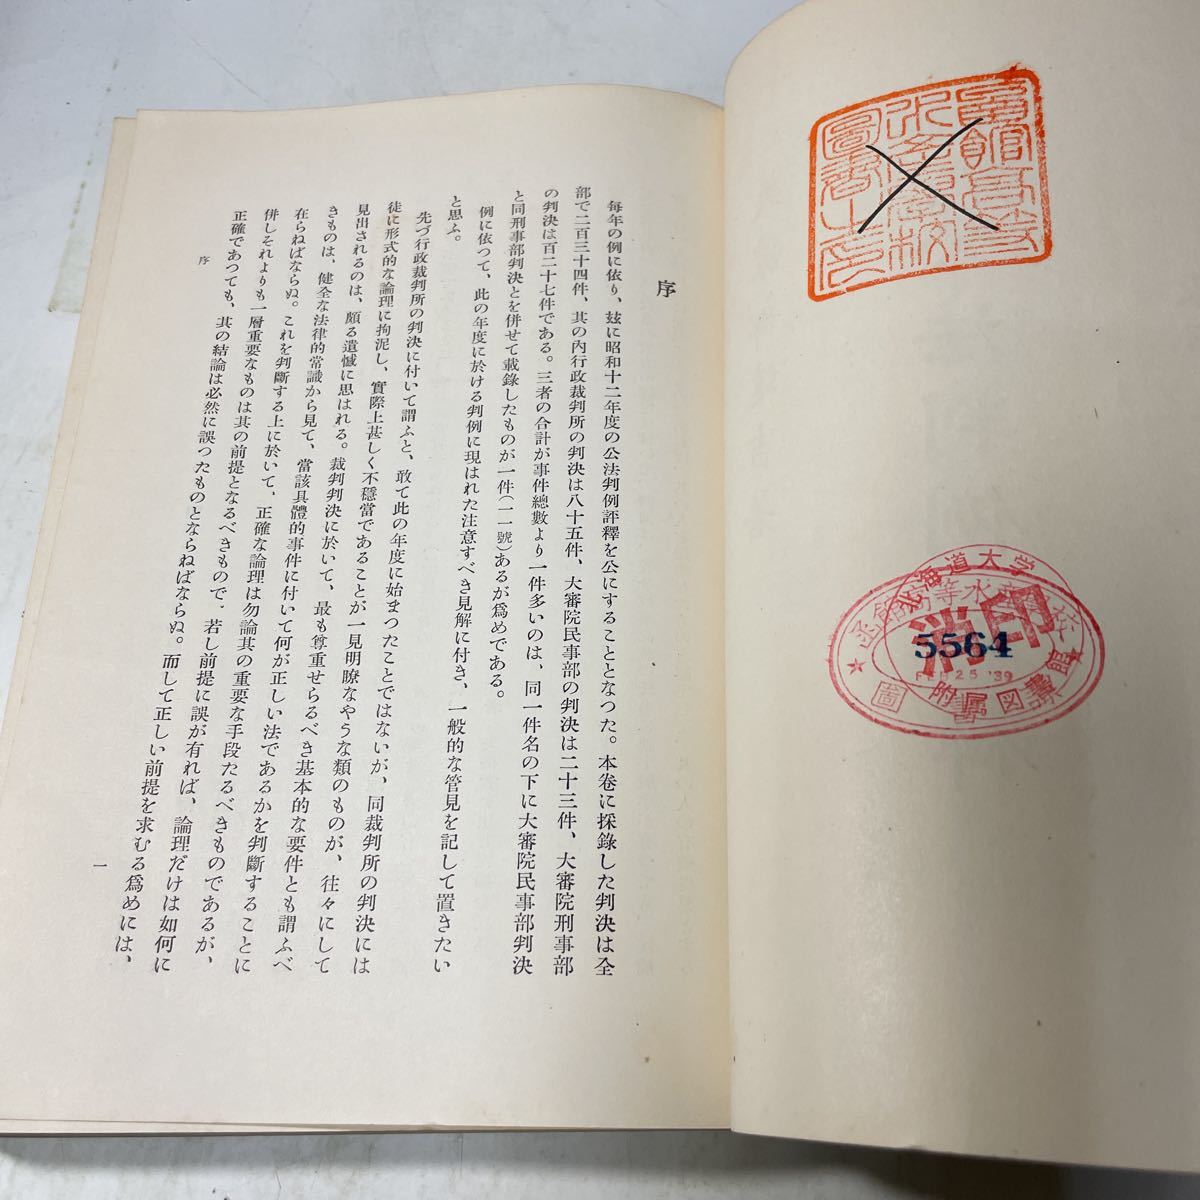 序
每年の例に依り、玆に昭和十二年度の公法判例評釋を公にすることとなつた。本卷に採錄した判決は全
部で二百三十四件、其の內行政裁判所の判決は八十五件、大審院民事部の判決は二十三件、大審院刑事部
の判決は百二十七件である。三者の合計が事件總數より一件多いのは、同一件名の下に大審院民事部判決
と同刑事部判決とを併せて載錄したものが一件(一一號)あるが爲めである。
例に依つて、此の年度に於ける判例に現はれた注意すべき見解に付き、一般的な管見を記して置きたい
と思ふ。
先づ行政裁判所の判決に付いて謂ふと、敢て此の年度に始まつたことではないが、同裁判所の判決には
徒に形式的な論理に拘泥し、實際上甚しく不穩當であることが一見明瞭なやうな類のものが、往々にして
見出されるのは、頗る遺憾に思はれる。裁判判決に於いて、最も尊重せらるべき基本的な要件とも謂ふべ
きものは、健全な法律的常識から見て、當該具體的事件に付いて何が正しい法であるかを判斷することに
在らねばならぬ。これを判斷する上に於いて、正確な論理は勿論其の重要な手段たるべきものであるが、
併しそれよりも一層重要なものは其の前提となるべきもので、若し前提に誤が有れば、論理だけは如何に
正確であつても、其の結論は必然に誤つたものとならねばならぬ。而して正しい前提を求むる爲めには、
序
一
北海道大学
消印
5564
FEB 25 '39
附属図書館